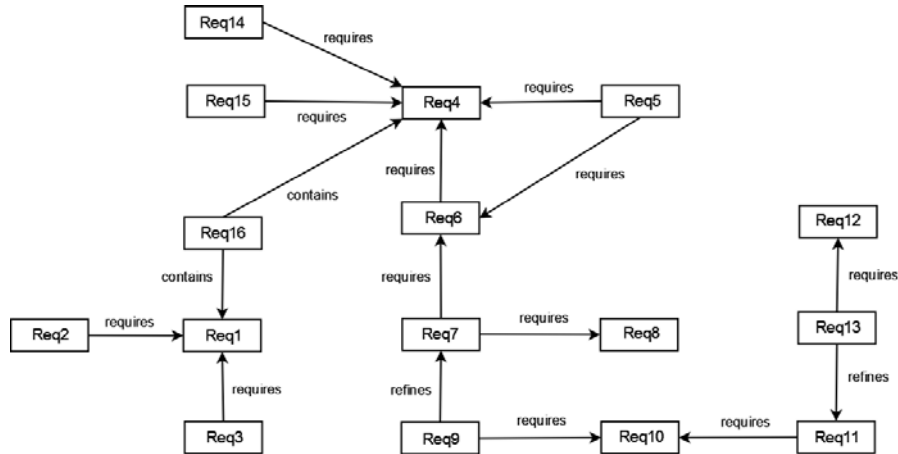 Req14
requires
Req15
requires
Req4
requires
Req5
requires
requires
contains
Req16
Req6
Req12
contains
requires
requires
Req2
requires
Req1
Req7
requires
Req8
Req13
requires
refines
refines
Req3
Req9
requires
Req10
requires
Req11